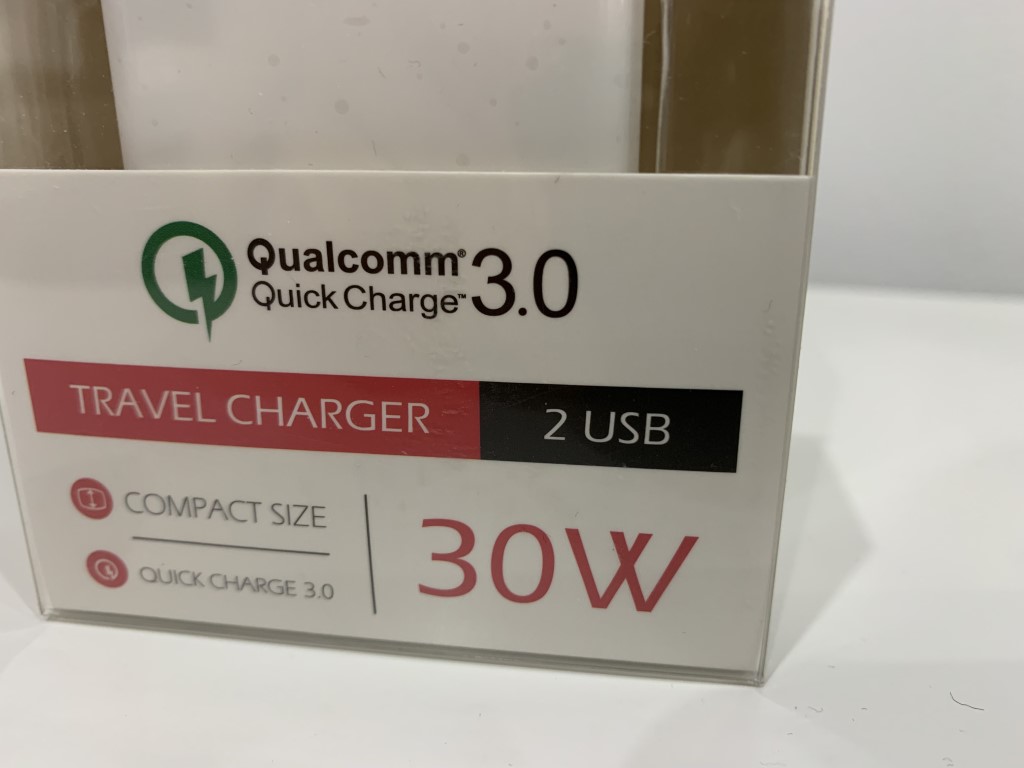 Qualcomm® 3.0
Quick Charge™
TRAVEL CHARGER 2 USB
COMPACT SIZE
QUICK CHARGE 3.0
30W